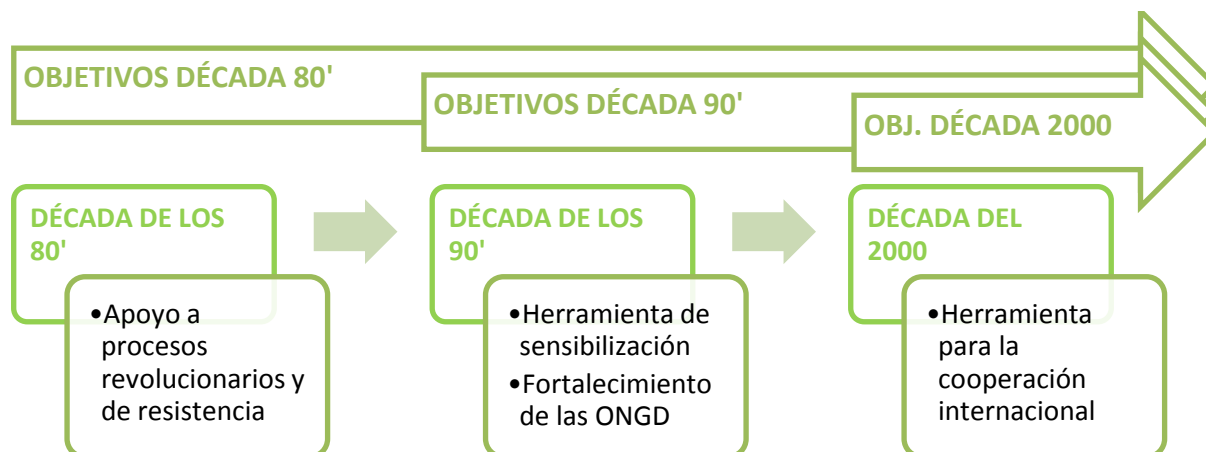 OBJETIVOS DÉCADA 80'
OBJETIVOS DÉCADA 90'
OBJ. DÉCADA 2000
DÉCADA DE LOS
80'
•Apoyo a
procesos
revolucionarios y
de resistencia
DÉCADA DE LOS
90'
•Herramienta de
sensibilización
•Fortalecimiento
de las ONGD
DÉCADA DEL
2000
•Herramienta
para la
cooperación
internacional